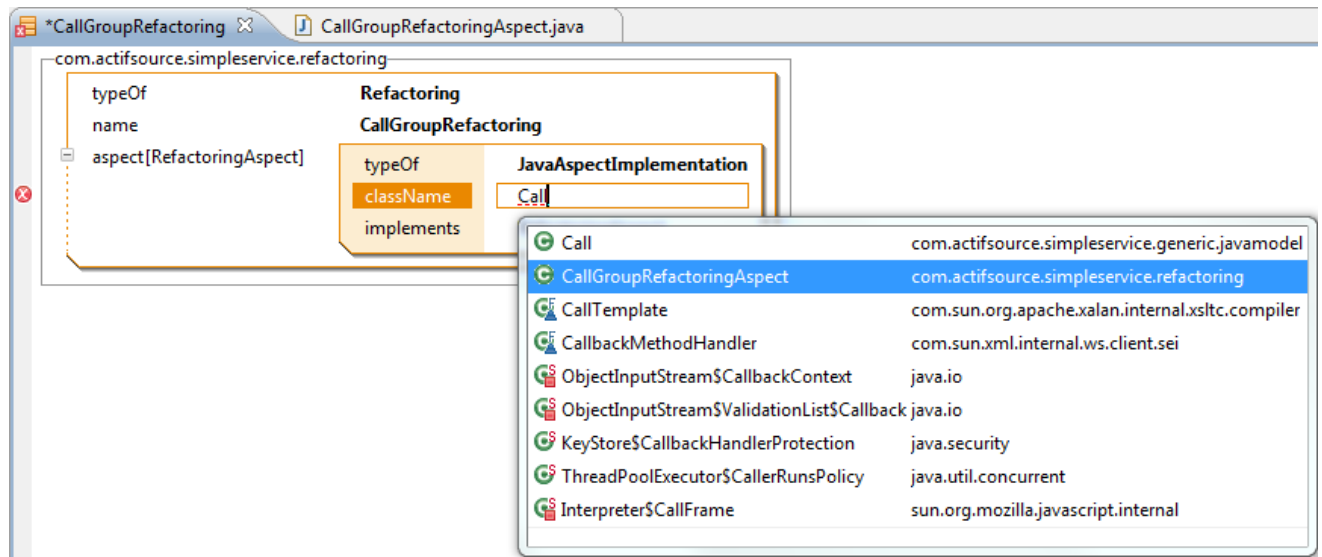 *CallGroupRefactoring CallGroupRefactoringAspect.java
com.actifsource.simpleservice.refactoring
typeOf Refactoring
name CallGroupRefactoring
aspect[RefactoringAspect] typeOf JavaAspectImplementation
className Call
implements
Call com.actifsource.simpleservice.generic.javamodel
CallGroupRefactoringAspect com.actifsource.simpleservice.refactoring
CallTemplate com.sun.org.apache.xalan.internal.xsltc.compiler
CallbackMethodHandler com.sun.xml.internal.ws.client.sei
ObjectInputStream$CallbackContext java.io
ObjectInputStream$ValidationList$Callback java.io
KeyStore$CallbackHandlerProtection java.security
ThreadPoolExecutor$CallerRunsPolicy java.util.concurrent
Interpreter$CallFrame sun.org.mozilla.javascript.internal